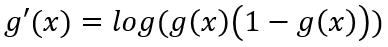 g′(x) = log(g(x)(1 − g(x)))